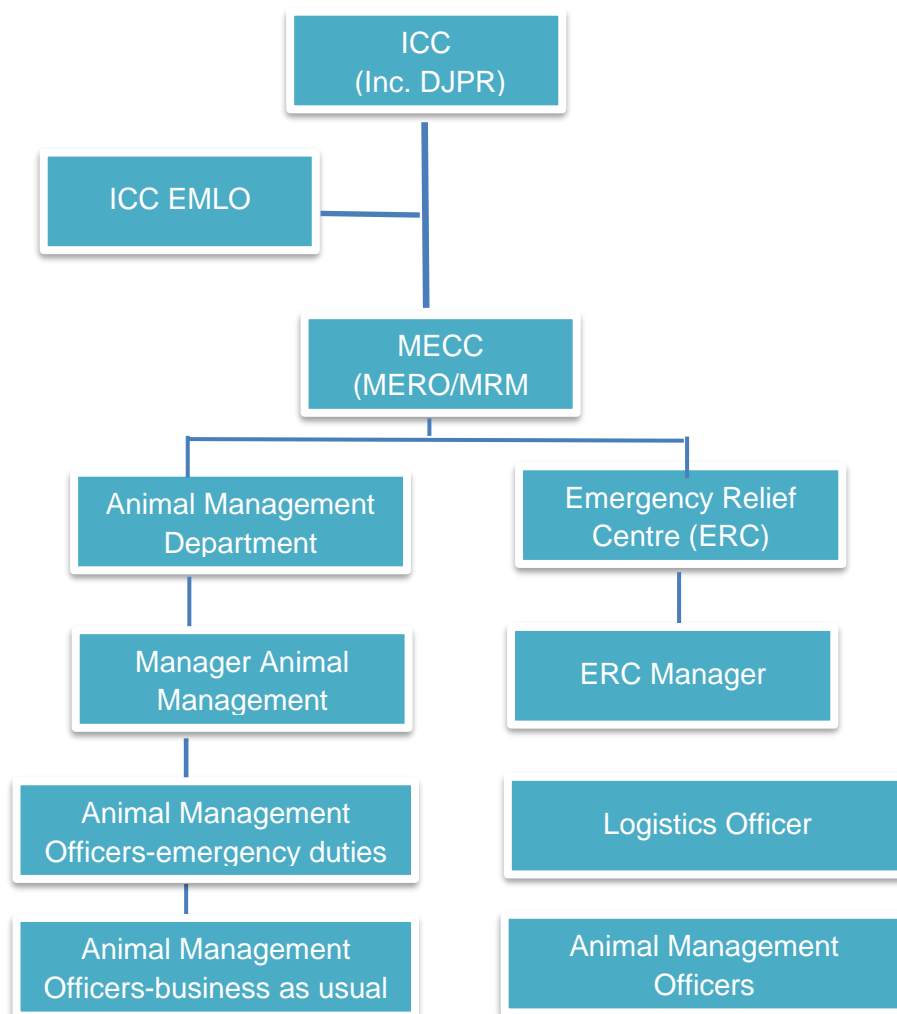 ICC
(Inc. DJPR)
ICC EMLO
MECC
(MERO/MRM
Animal Management
Department
Emergency Relief
Centre (ERC)
Manager Animal
Management
ERC Manager
Animal Management
Officers-emergency duties
Logistics Officer
Animal Management
Officers-business as usual
Animal Management
Officers